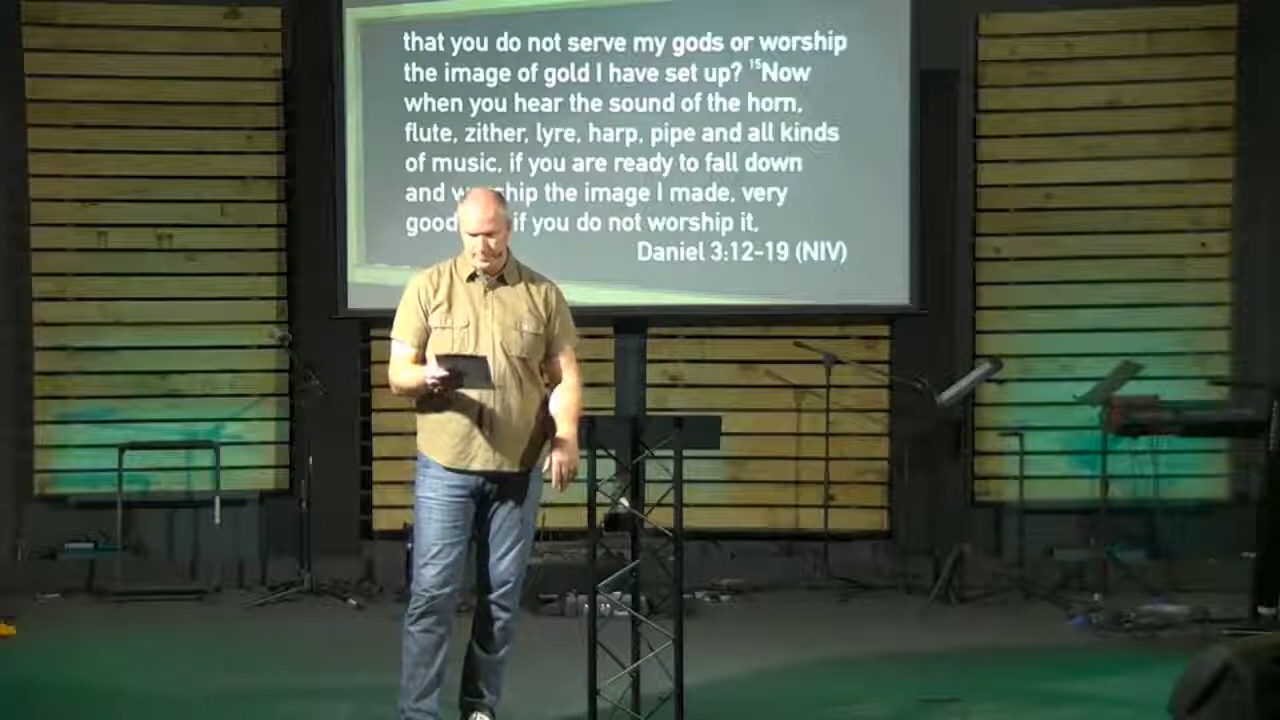 that you do not serve my gods or worship
the image of gold I have set up? ¹⁵Now
when you hear the sound of the horn,
flute, zither, lyre, harp, pipe and all kinds
of music, if you are ready to fall down
and the image I made, very
good if you do not worship it,
Daniel 3:12-19 (NIV)